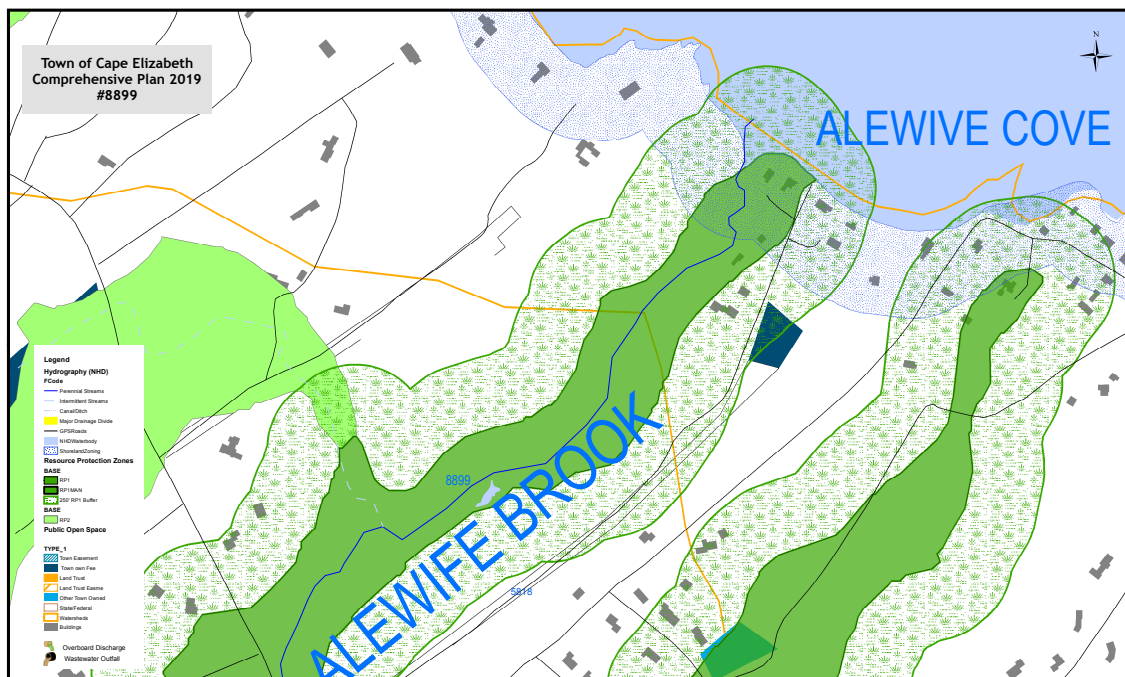 Town of Cape Elizabeth
Comprehensive Plan 2019
#8899
N
ALEWIVE COVE
ALEWIFE BROOK
8899
5818
Legend
Hydrography (NHD)
FCode
Perennial Streams
Intermittent Streams
Canal/Ditch
Major Drainage Divide
GPSRoads
NHDWaterbody
ShorelandZoning
Resource Protection Zones
BASE
RP1
RP1MAN
250' RP1 Buffer
BASE
RP2
Public Open Space
TYPE_1
Town Easement
Town own Fee
Land Trust
Land Trust Easme
Other Town Owned
State/Federal
Watersheds
Buildings
Overboard Discharge
Wastewater Outfall